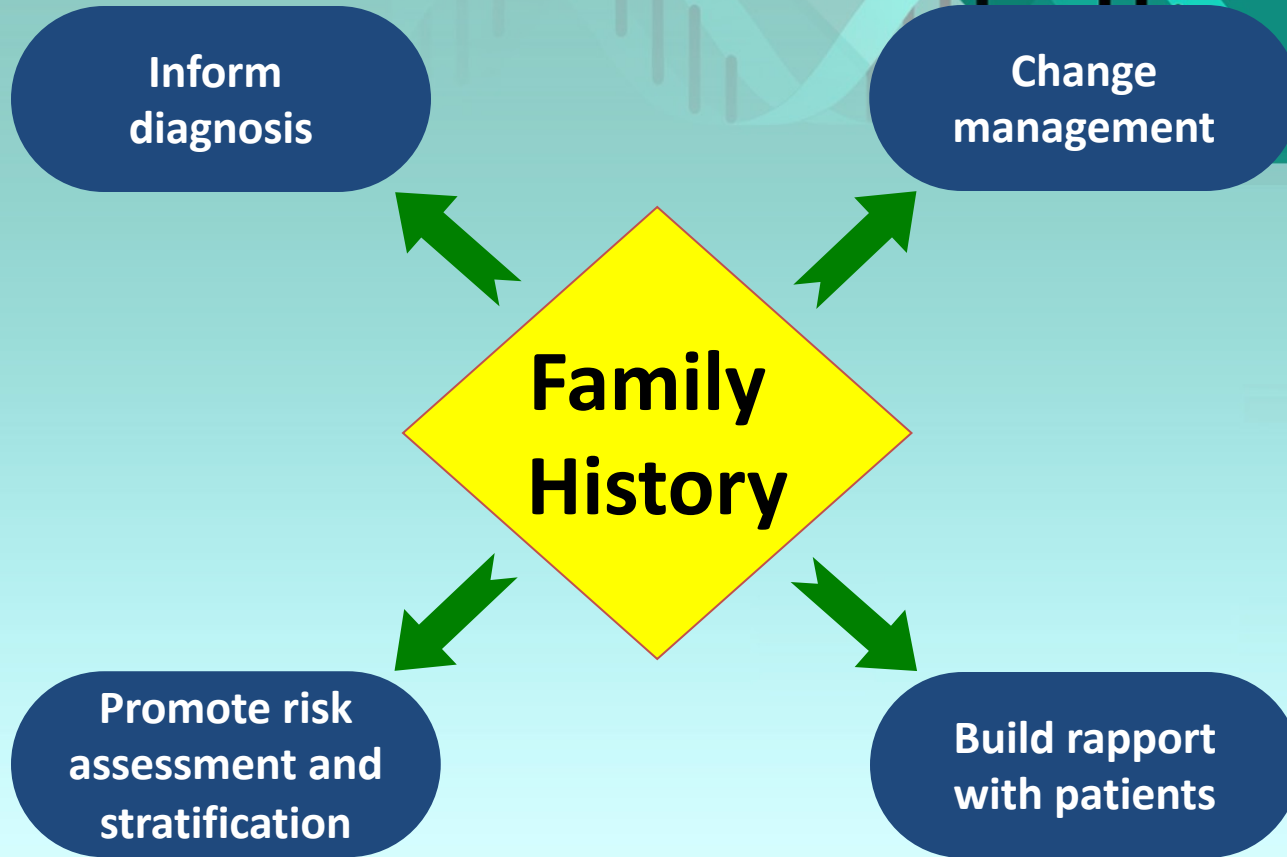 Inform
diagnosis
Change
management
Family
History
Promote risk
assessment and
stratification
Build rapport
with patients